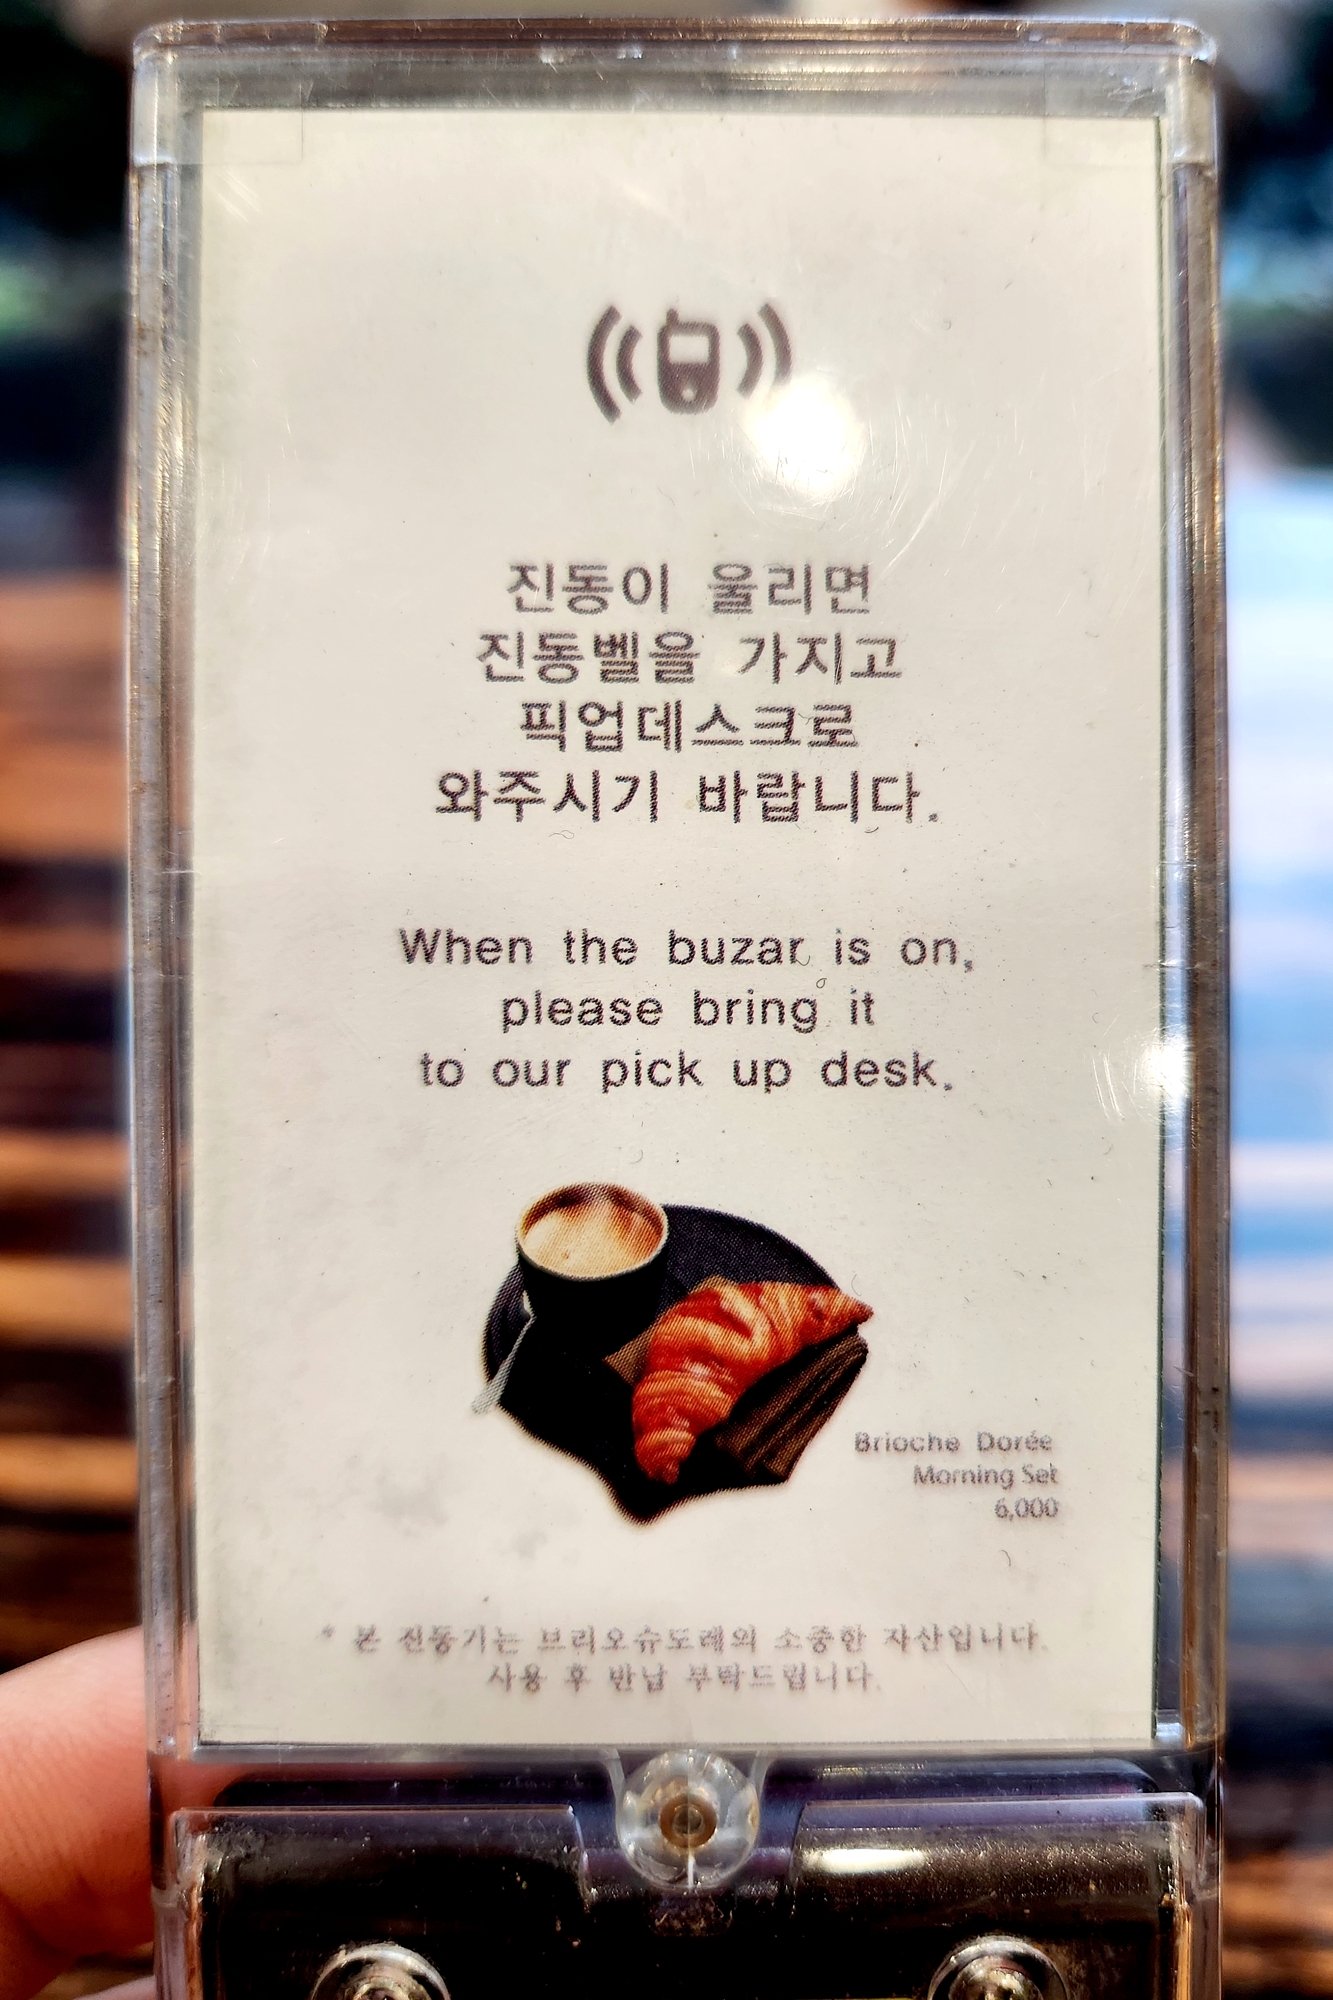 진동이 울리면
진동벨을 가지고
픽업데스크로
와주시기 바랍니다.
When the buzar is on,
please bring it
to our pick up desk.
Brioche Dorée
Morning Set
6,000
* 본 진동기는 브리오슈도레의 소중한 자산입니다.
사용 후 반납 부탁드립니다.